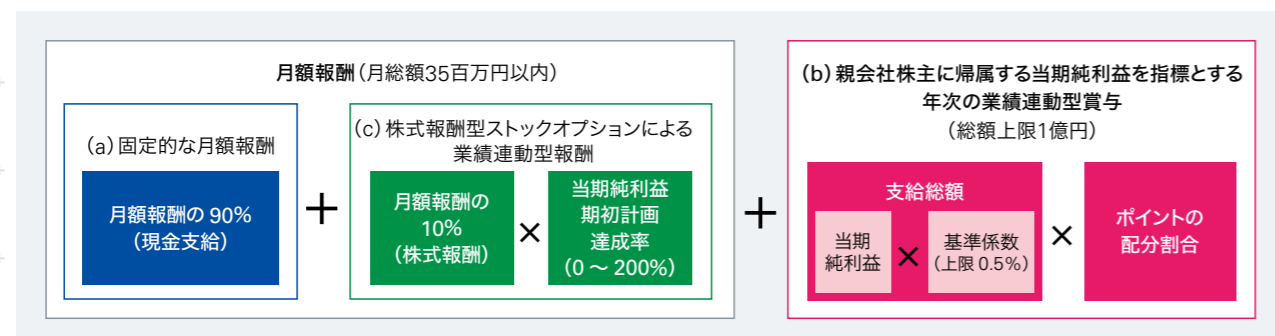 月額報酬（月総額35百万円以内）
（a）固定的な月額報酬
月額報酬の 90%
（現金支給）
＋
（c）株式報酬型ストックオプションによる
業績連動型報酬
月額報酬の
10%
（株式報酬）
×
当期純利益
期初計画
達成率
（0 ～ 200%）
＋
（b）親会社株主に帰属する当期純利益を指標とする
年次の業績連動型賞与
（総額上限1億円）
支給総額
当期
純利益
×
基準係数
（上限 0.5%）
×
ポイントの
配分割合